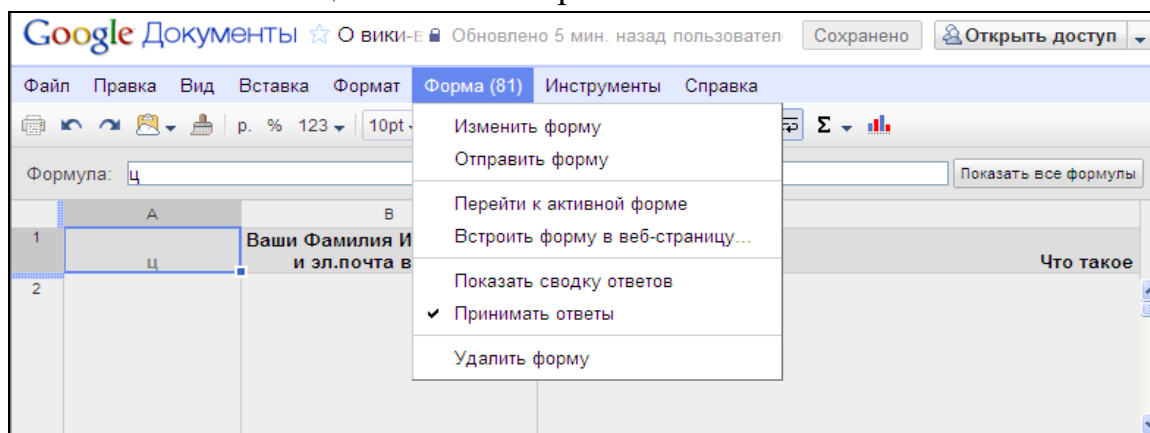 Google Документы О вики-в Обновлено 5 мин. назад пользовател Сохранено Открыть доступ
Файл Правка Вид Вставка Формат Форма (81) Инструменты Справка
р. % 123 10pt Σ
Формула: ц Показать все формулы
Изменить форму
Отправить форму
Перейти к активной форме
Встроить форму в веб-страницу...
Показать сводку ответов
Принимать ответы
Удалить форму
A B
1 ц Ваши Фамилия И
и эл.почта в Что такое
2